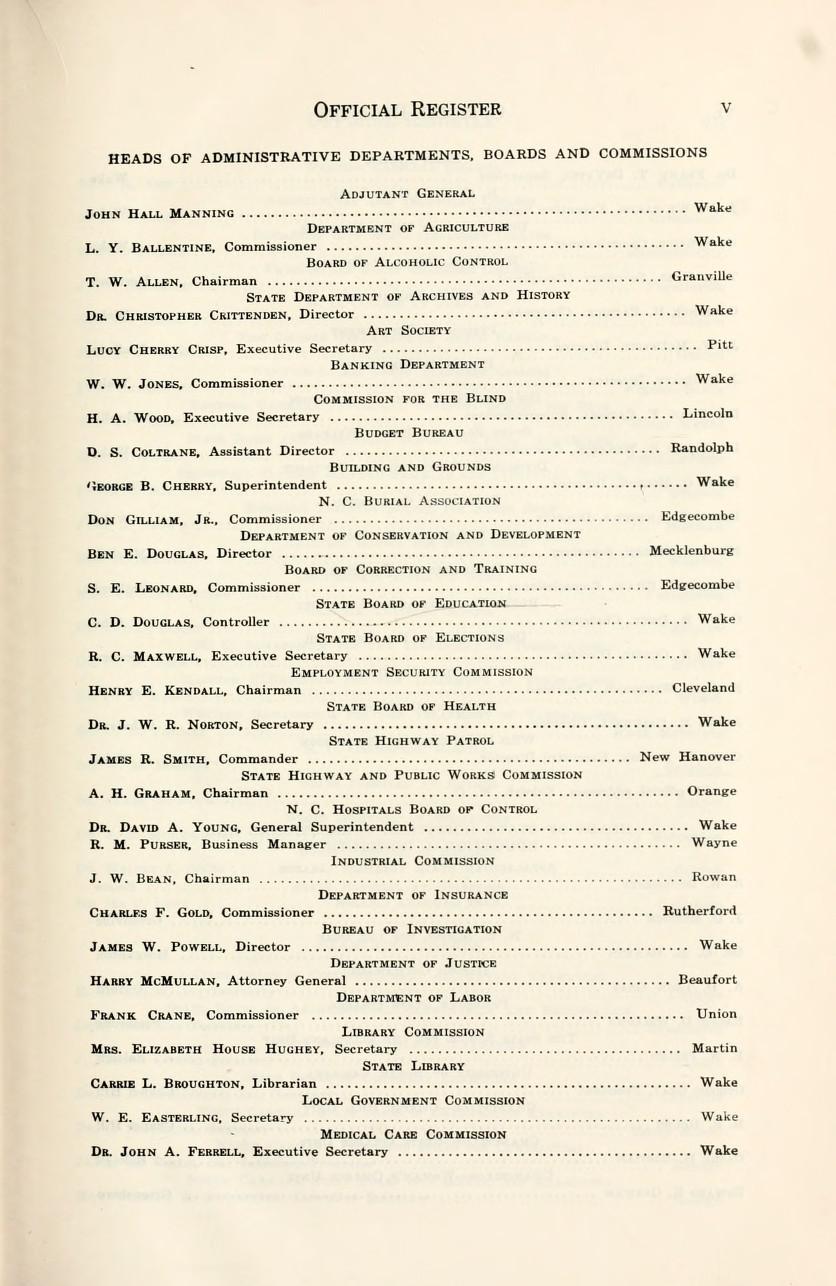 OFFICIAL REGISTER V
HEADS OF ADMINISTRATIVE DEPARTMENTS, BOARDS AND COMMISSIONS
ADJUTANT GENERAL
JOHN HALL MANNING ........ Wake
DEPARTMENT OF AGRICULTURE
L. Y. BALLENTINE, Commissioner ........ Wake
BOARD OF ALCOHOLIC CONTROL
T. W. ALLEN, Chairman ........ Granville
STATE DEPARTMENT OF ARCHIVES AND HISTORY
DR. CHRISTOPHER CRITTENDEN, Director ........ Wake
ART SOCIETY
LUCY CHERRY CRISP, Executive Secretary ........ Pitt
BANKING DEPARTMENT
W. W. JONES, Commissioner ........ Wake
COMMISSION FOR THE BLIND
H. A. WOOD, Executive Secretary ........ Lincoln
BUDGET BUREAU
D. S. COLTRANE, Assistant Director ........ Randolph
BUILDING AND GROUNDS
GEORGE B. CHERRY, Superintendent ........ Wake
N. C. BURIAL ASSOCIATION
DON GILLIAM, JR., Commissioner ........ Edgecombe
DEPARTMENT OF CONSERVATION AND DEVELOPMENT
BEN E. DOUGLAS, Director ........ Mecklenburg
BOARD OF CORRECTION AND TRAINING
S. E. LEONARD, Commissioner ........ Edgecombe
STATE BOARD OF EDUCATION
C. D. DOUGLAS, Controller ........ Wake
STATE BOARD OF ELECTIONS
R. C. MAXWELL, Executive Secretary ........ Wake
EMPLOYMENT SECURITY COMMISSION
HENRY E. KENDALL, Chairman ........ Cleveland
STATE BOARD OF HEALTH
DR. J. W. R. NORTON, Secretary ........ Wake
STATE HIGHWAY PATROL
JAMES R. SMITH, Commander ........ New Hanover
STATE HIGHWAY AND PUBLIC WORKS COMMISSION
A. H. GRAHAM, Chairman ........ Orange
N. C. HOSPITALS BOARD OF CONTROL
DR. DAVID A. YOUNG, General Superintendent ........ Wake
R. M. PURSER, Business Manager ........ Wayne
INDUSTRIAL COMMISSION
J. W. BEAN, Chairman ........ Rowan
DEPARTMENT OF INSURANCE
CHARLES F. GOLD, Commissioner ........ Rutherford
BUREAU OF INVESTIGATION
JAMES W. POWELL, Director ........ Wake
DEPARTMENT OF JUSTICE
HARRY MCMULLAN, Attorney General ........ Beaufort
DEPARTMENT OF LABOR
FRANK CRANE, Commissioner ........ Union
LIBRARY COMMISSION
MRS. ELIZABETH HOUSE HUGHEY, Secretary ........ Martin
STATE LIBRARY
CARRIE L. BROUGHTON, Librarian ........ Wake
LOCAL GOVERNMENT COMMISSION
W. E. EASTERLING, Secretary ........ Wake
MEDICAL CARE COMMISSION
DR. JOHN A. FERRELL, Executive Secretary ........ Wake